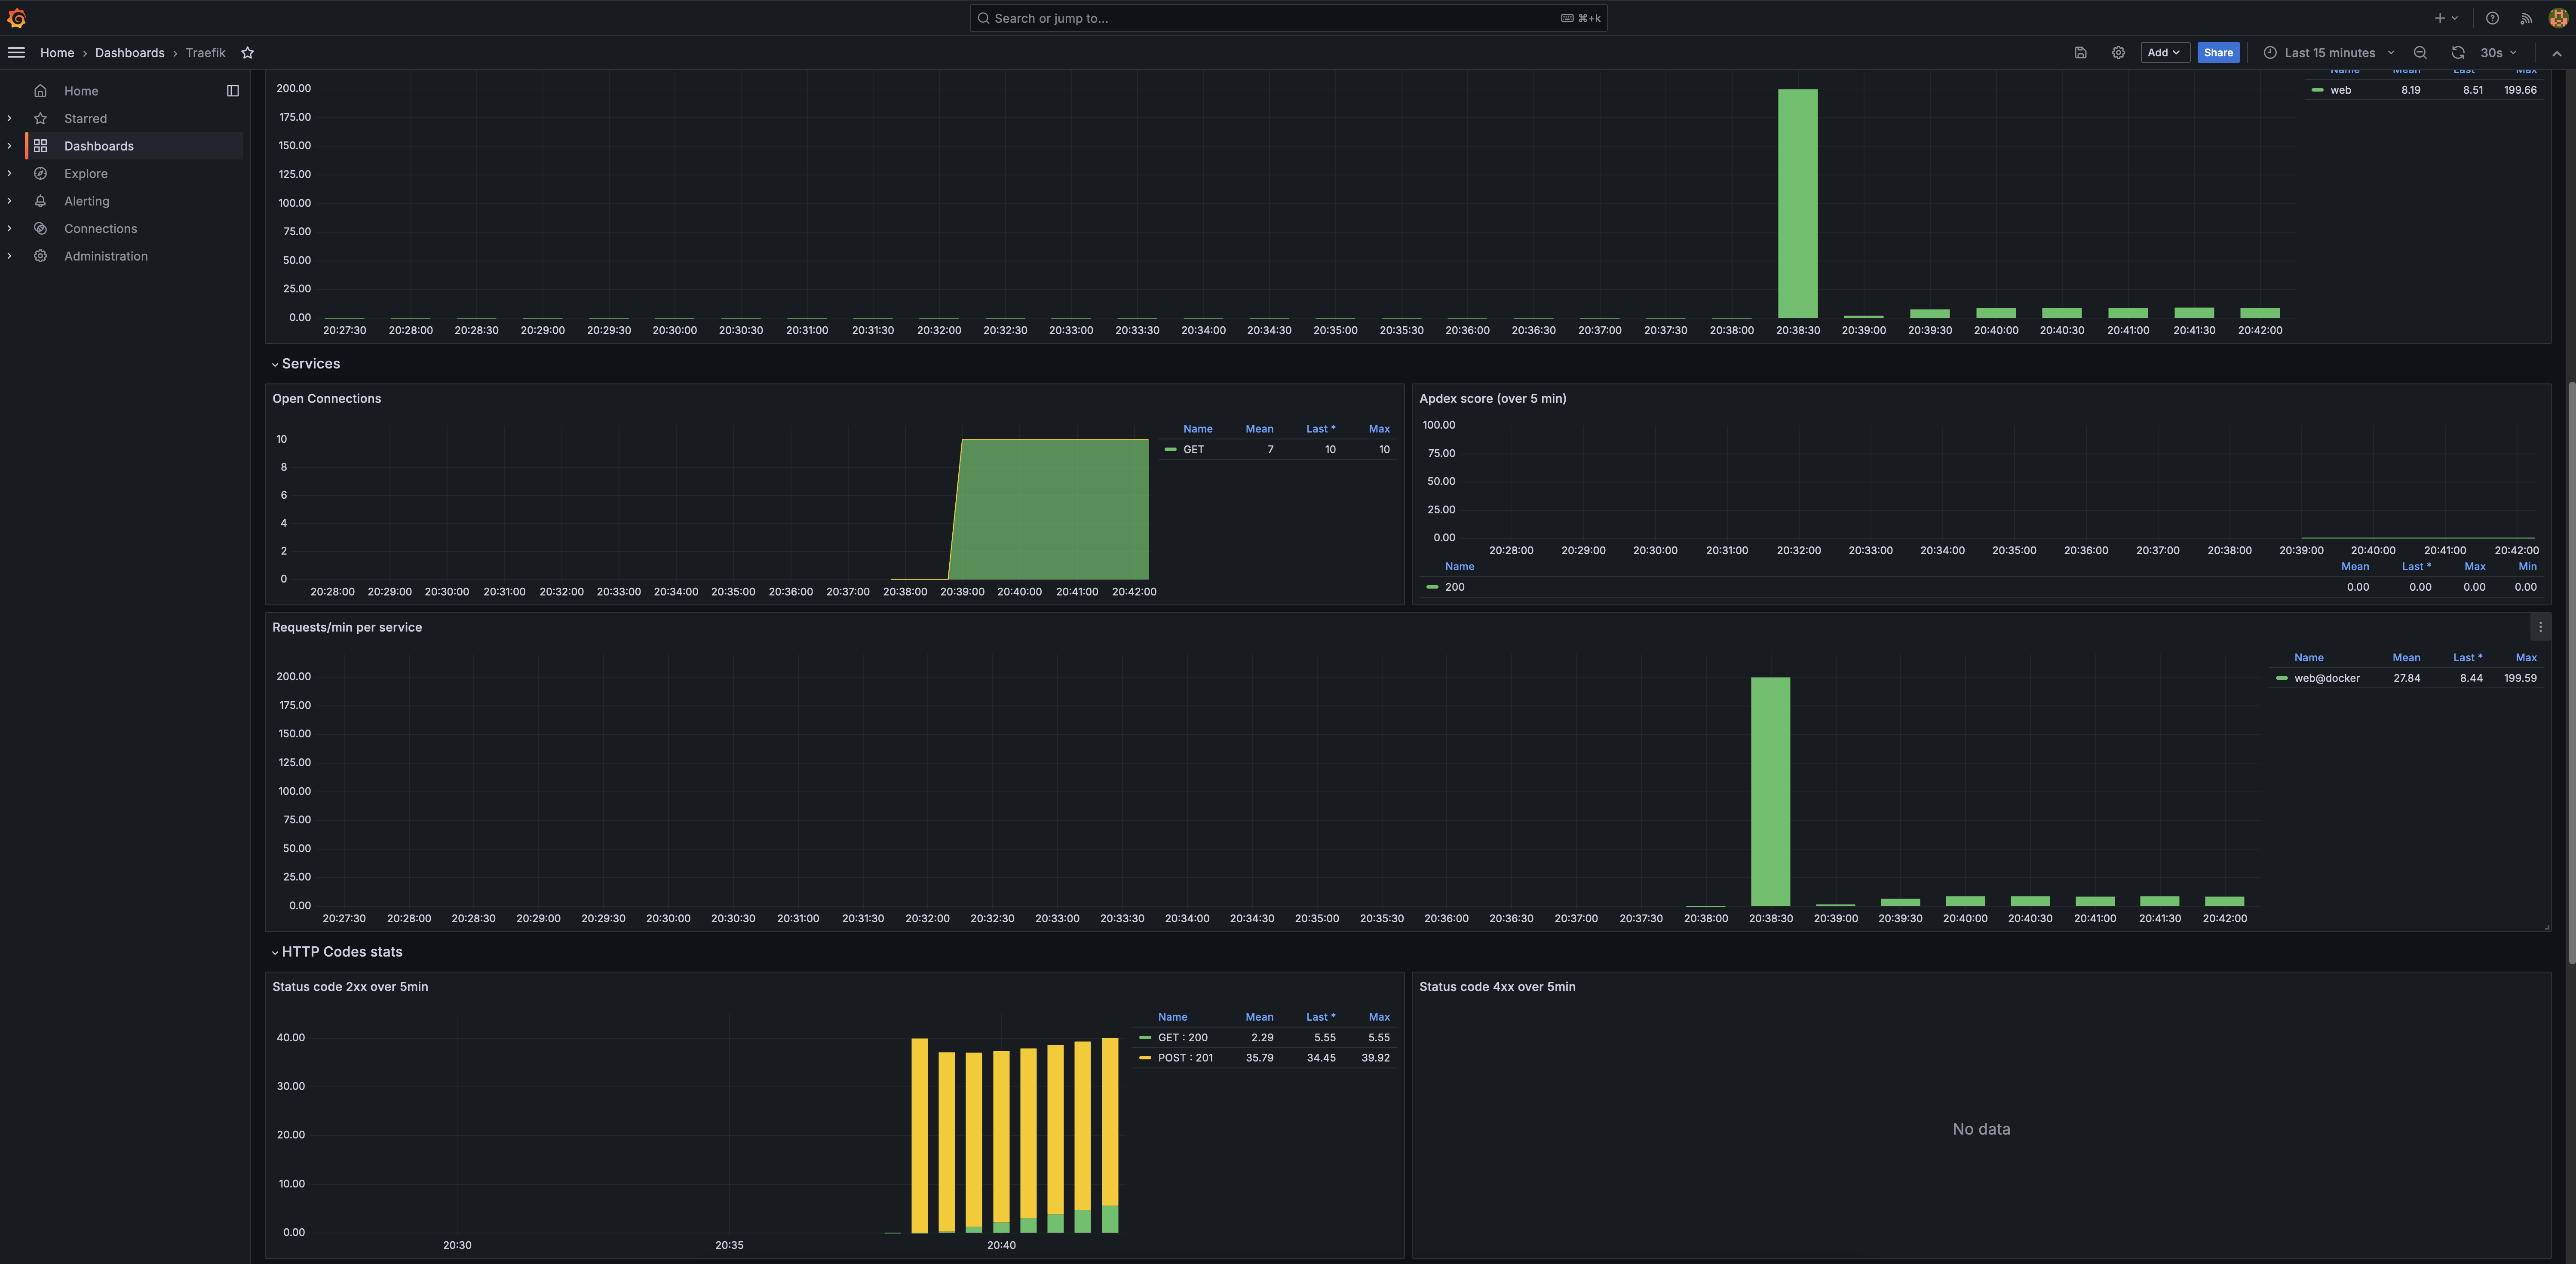 Search or jump to... ⌘+k
Home › Dashboards › Traefik
Add Share Last 15 minutes 30s
Home
Starred
Dashboards
Explore
Alerting
Connections
Administration
Name Mean Last * Max
web 8.19 8.51 199.66
200.00
175.00
150.00
125.00
100.00
75.00
50.00
25.00
0.00
20:27:30 20:28:00 20:28:30 20:29:00 20:29:30 20:30:00 20:30:30 20:31:00 20:31:30 20:32:00 20:32:30 20:33:00 20:33:30 20:34:00 20:34:30 20:35:00 20:35:30 20:36:00 20:36:30 20:37:00 20:37:30 20:38:00 20:38:30 20:39:00 20:39:30 20:40:00 20:40:30 20:41:00 20:41:30 20:42:00
Services
Open Connections
10
8
6
4
2
0
20:28:00 20:29:00 20:30:00 20:31:00 20:32:00 20:33:00 20:34:00 20:35:00 20:36:00 20:37:00 20:38:00 20:39:00 20:40:00 20:41:00 20:42:00
Name Mean Last * Max
GET 7 10 10
Apdex score (over 5 min)
100.00
75.00
50.00
25.00
0.00
20:28:00 20:29:00 20:30:00 20:31:00 20:32:00 20:33:00 20:34:00 20:35:00 20:36:00 20:37:00 20:38:00 20:39:00 20:40:00 20:41:00 20:42:00
Name Mean Last * Max Min
200 0.00 0.00 0.00 0.00
Requests/min per service
200.00
175.00
150.00
125.00
100.00
75.00
50.00
25.00
0.00
20:27:30 20:28:00 20:28:30 20:29:00 20:29:30 20:30:00 20:30:30 20:31:00 20:31:30 20:32:00 20:32:30 20:33:00 20:33:30 20:34:00 20:34:30 20:35:00 20:35:30 20:36:00 20:36:30 20:37:00 20:37:30 20:38:00 20:38:30 20:39:00 20:39:30 20:40:00 20:40:30 20:41:00 20:41:30 20:42:00
Name Mean Last * Max
web@docker 27.84 8.44 199.59
HTTP Codes stats
Status code 2xx over 5min
40.00
30.00
20.00
10.00
0.00
20:30 20:35 20:40
Name Mean Last * Max
GET : 200 2.29 5.55 5.55
POST : 201 35.79 34.45 39.92
Status code 4xx over 5min
No data